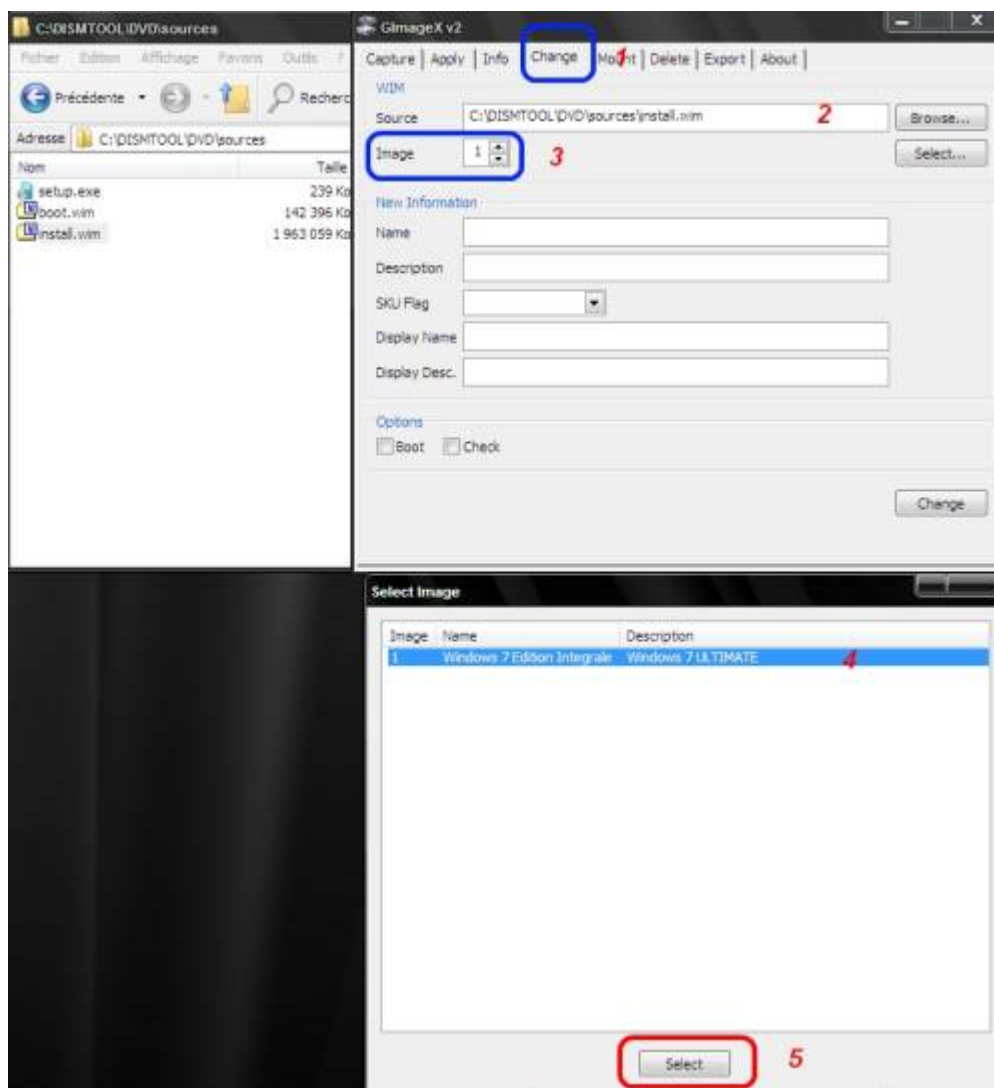 C:\DISMTOOL\DVD\sources
Fichier Edition Affichage Favoris Outils ?
Précédente Recherc
Adresse C:\DISMTOOL\DVD\sources
Nom Taille
setup.exe 239 Ko
boot.wim 142 396 Ko
install.wim 1 963 059 Ko
GImageX v2
Capture Apply Info Change Mount Delete Export About
1
WIM
Source C:\DISMTOOL\DVD\sources\install.wim 2 Browse...
Image 1 3 Select...
New Information
Name
Description
SKU Flag
Display Name
Display Desc.
Options
Boot Check
Change
Select Image
Image Name Description
1 Windows 7 Edition Integrale Windows 7 ULTIMATE 4
Select 5